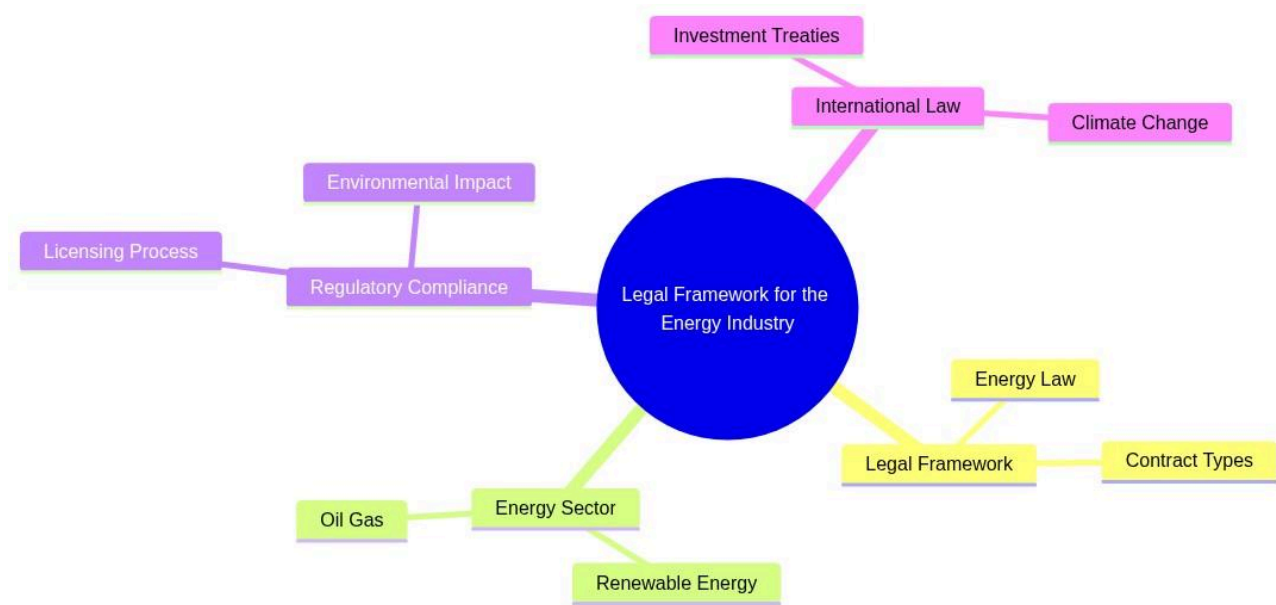 Investment Treaties
International Law
Climate Change
Environmental Impact
Licensing Process
Regulatory Compliance
Legal Framework for the
Energy Industry
Energy Law
Legal Framework
Contract Types
Energy Sector
Oil Gas
Renewable Energy